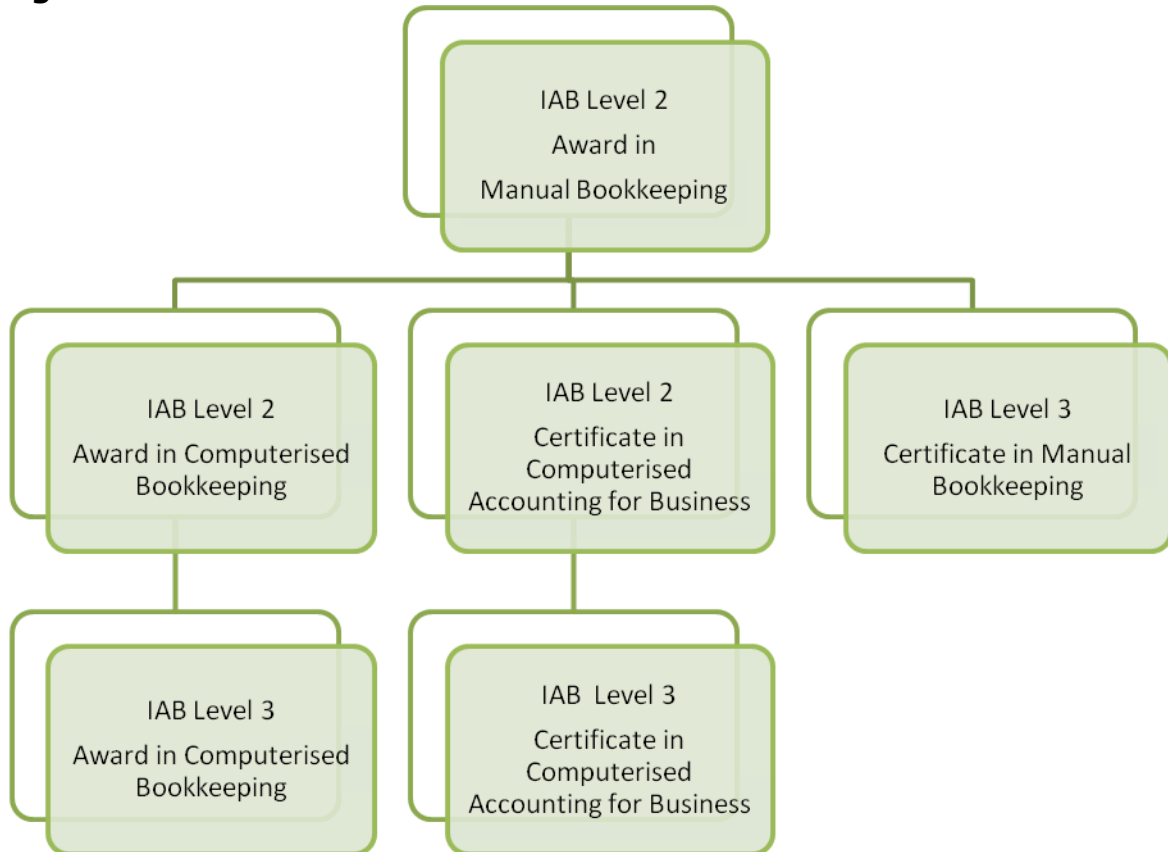 IAB Level 2
Award in
Manual Bookkeeping
IAB Level 2
Award in Computerised
Bookkeeping
IAB Level 2
Certificate in
Computerised
Accounting for Business
IAB Level 3
Certificate in Manual
Bookkeeping
IAB Level 3
Award in Computerised
Bookkeeping
IAB Level 3
Certificate in
Computerised
Accounting for Business